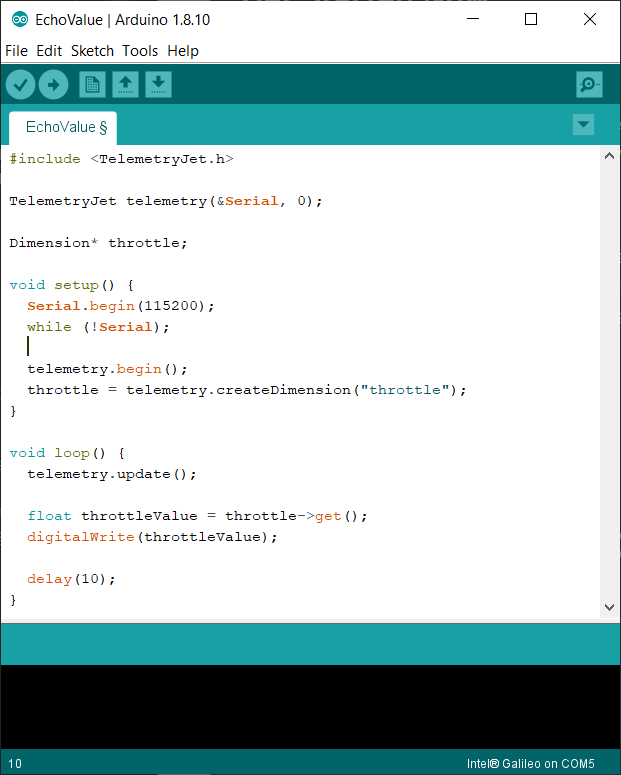 EchoValue | Arduino 1.8.10
File Edit Sketch Tools Help
EchoValue §
#include <TelemetryJet.h>
TelemetryJet telemetry(&Serial, 0);
Dimension* throttle;
void setup() {
  Serial.begin(115200);
  while (!Serial);
  telemetry.begin();
  throttle = telemetry.createDimension("throttle");
}
void loop() {
  telemetry.update();
  float throttleValue = throttle->get();
  digitalWrite(throttleValue);
  delay(10);
}
10 Intel® Galileo on COM5